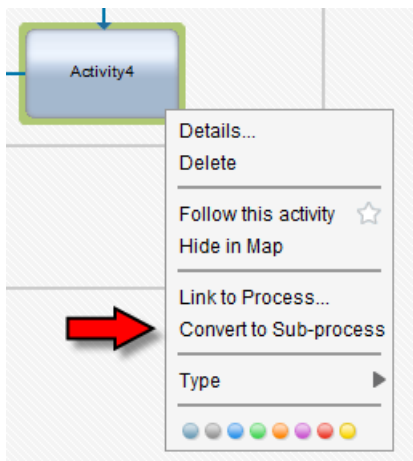 Activity4
Details...
Delete
Follow this activity
Hide in Map
Link to Process...
Convert to Sub-process
Type